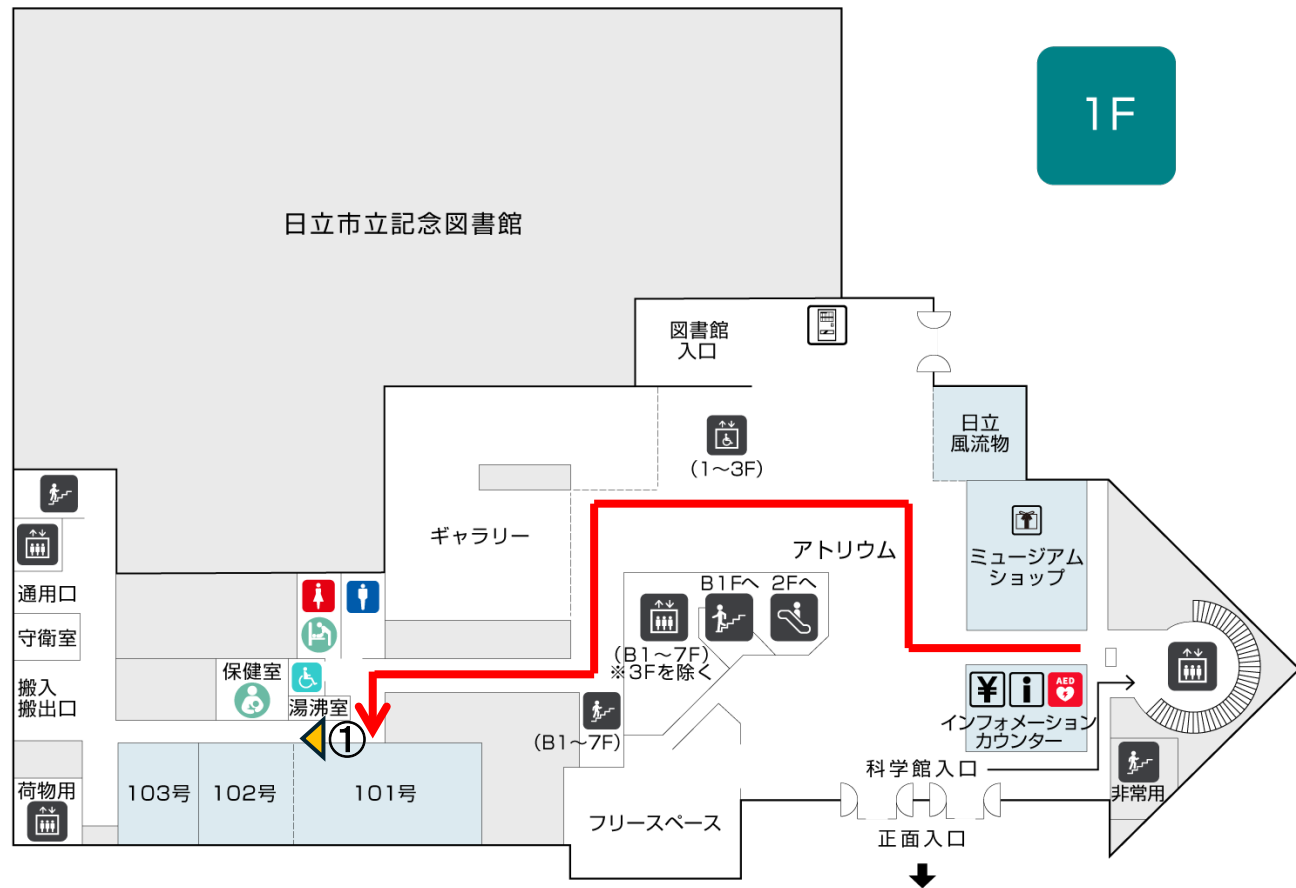 1F
日立市立記念図書館
図書館
入口
日立
風流物
(1〜3F)
ギャラリー
アトリウム
ミュージアム
ショップ
B1Fへ
2Fへ
(B1〜7F)
※3Fを除く
通用口
守衛室
搬入
搬出口
保健室
湯沸室
①
(B1〜7F)
¥
i
AED
インフォメーション
カウンター
科学館入口
非常用
荷物用
103号
102号
101号
フリースペース
正面入口